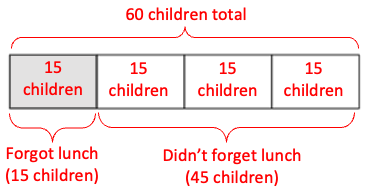 60 children total
15 15 15 15
children children children children
Forgot lunch
(15 children)
Didn’t forget lunch
(45 children)